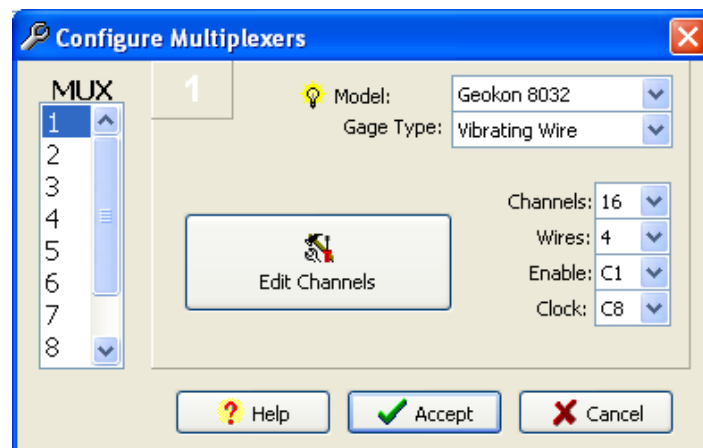 Configure Multiplexers
MUX
1
2
3
4
5
6
7
8
1
Model: Geokon 8032
Gage Type: Vibrating Wire
Channels: 16
Wires: 4
Enable: C1
Clock: C8
Edit Channels
? Help
Accept
Cancel